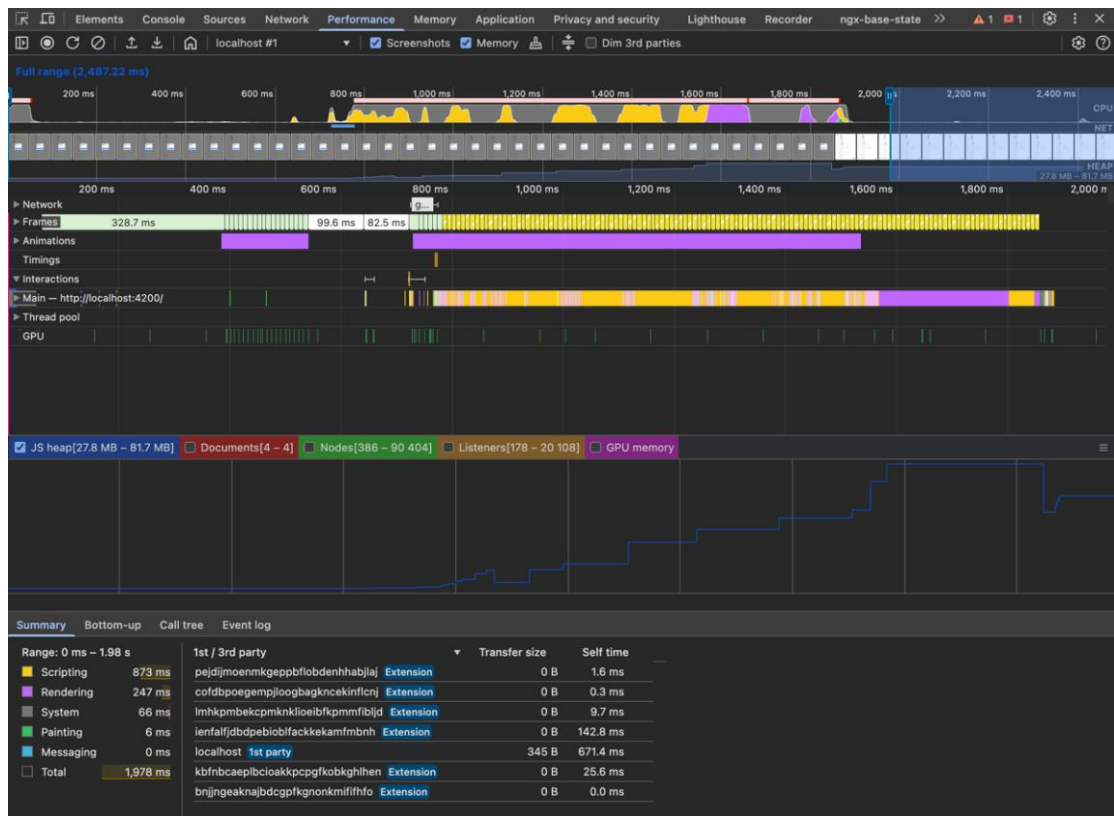 Elements Console Sources Network Performance Memory Application Privacy and security Lighthouse Recorder ngx-base-state 1 1
localhost #1 Screenshots Memory Dim 3rd parties
Full range (2,487.22 ms)
200 ms 400 ms 600 ms 800 ms 1,000 ms 1,200 ms 1,400 ms 1,600 ms 1,800 ms 2,000 2,200 ms 2,400 ms
CPU
NET
HEAP
27.8 MB – 81.7 MB
200 ms 400 ms 600 ms 800 ms 1,000 ms 1,200 ms 1,400 ms 1,600 ms 1,800 ms 2,000 m
Network g...
Frames 328.7 ms 99.6 ms 82.5 ms
Animations
Timings
Interactions
Main — http://localhost:4200/
Thread pool
GPU
JS heap[27.8 MB – 81.7 MB] Documents[4 – 4] Nodes[386 – 90 404] Listeners[178 – 20 108] GPU memory
Summary Bottom-up Call tree Event log
Range: 0 ms – 1.98 s 1st / 3rd party Transfer size Self time
Scripting 873 ms pejdijmoenmkgeppbflobdenhhabjlaj Extension 0 B 1.6 ms
Rendering 247 ms cofdbpoegempjloogbagkncekinflcnj Extension 0 B 0.3 ms
System 66 ms lmhkpmbekcpmknklioeibfkpmmfibljd Extension 0 B 9.7 ms
Painting 6 ms ienfalfjdbdpebioblfackkekamfmbnh Extension 0 B 142.8 ms
Messaging 0 ms localhost 1st party 345 B 671.4 ms
Total 1,978 ms kbfnbcaeplbcioakkpcpgfkobkghlhen Extension 0 B 25.6 ms
bnjjngeaknajbdcgpfkgnonkmififhfo Extension 0 B 0.0 ms